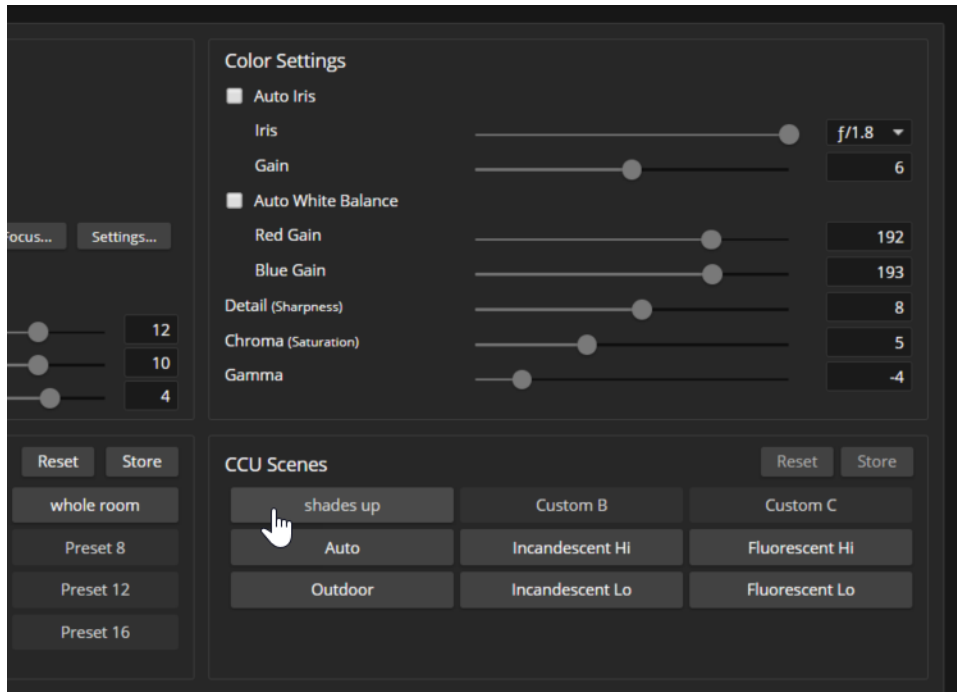 Color Settings
Auto Iris
Iris ƒ/1.8
Gain 6
Auto White Balance
Red Gain 192
Blue Gain 193
Detail (Sharpness) 8
Chroma (Saturation) 5
Gamma -4
Focus... Settings...
12
10
4
Reset Store
whole room
Preset 8
Preset 12
Preset 16
CCU Scenes Reset Store
shades up Custom B Custom C
Auto Incandescent Hi Fluorescent Hi
Outdoor Incandescent Lo Fluorescent Lo